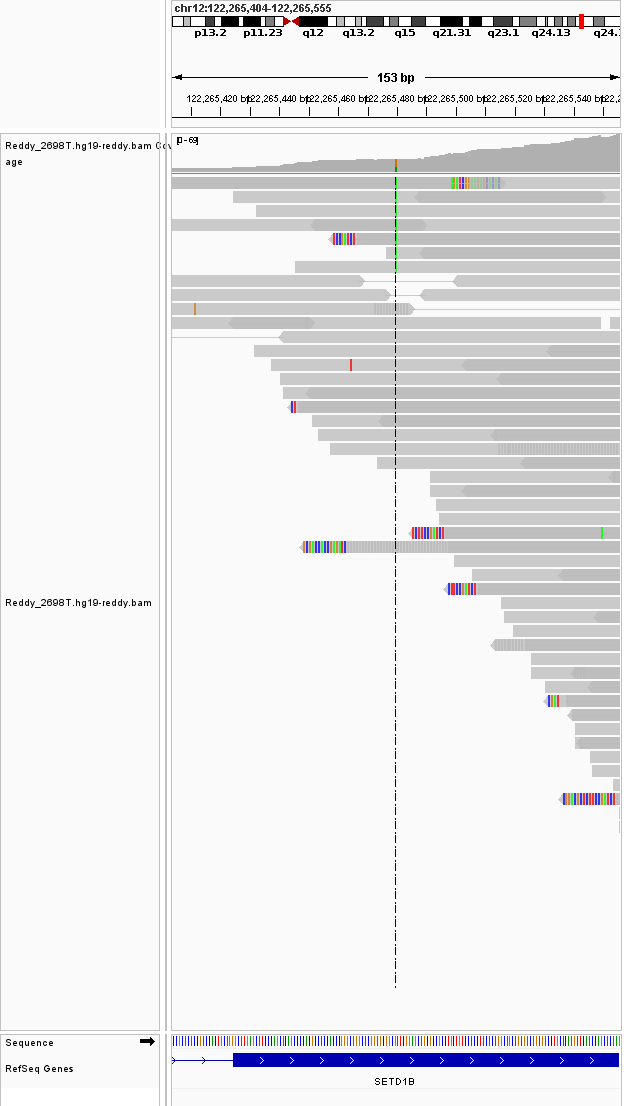 chr12:122,265,404-122,265,555
p13.2 p11.23 q12 q13.2 q15 q21.31 q23.1 q24.13 q24.
153 bp
122,265,420 bp 122,265,440 bp 122,265,460 bp 122,265,480 bp 122,265,500 bp 122,265,520 bp 122,265,540 bp 122,2
Reddy_2698T.hg19-reddy.bam Cov
age
[0-69]
Reddy_2698T.hg19-reddy.bam
Sequence
RefSeq Genes
SETD1B